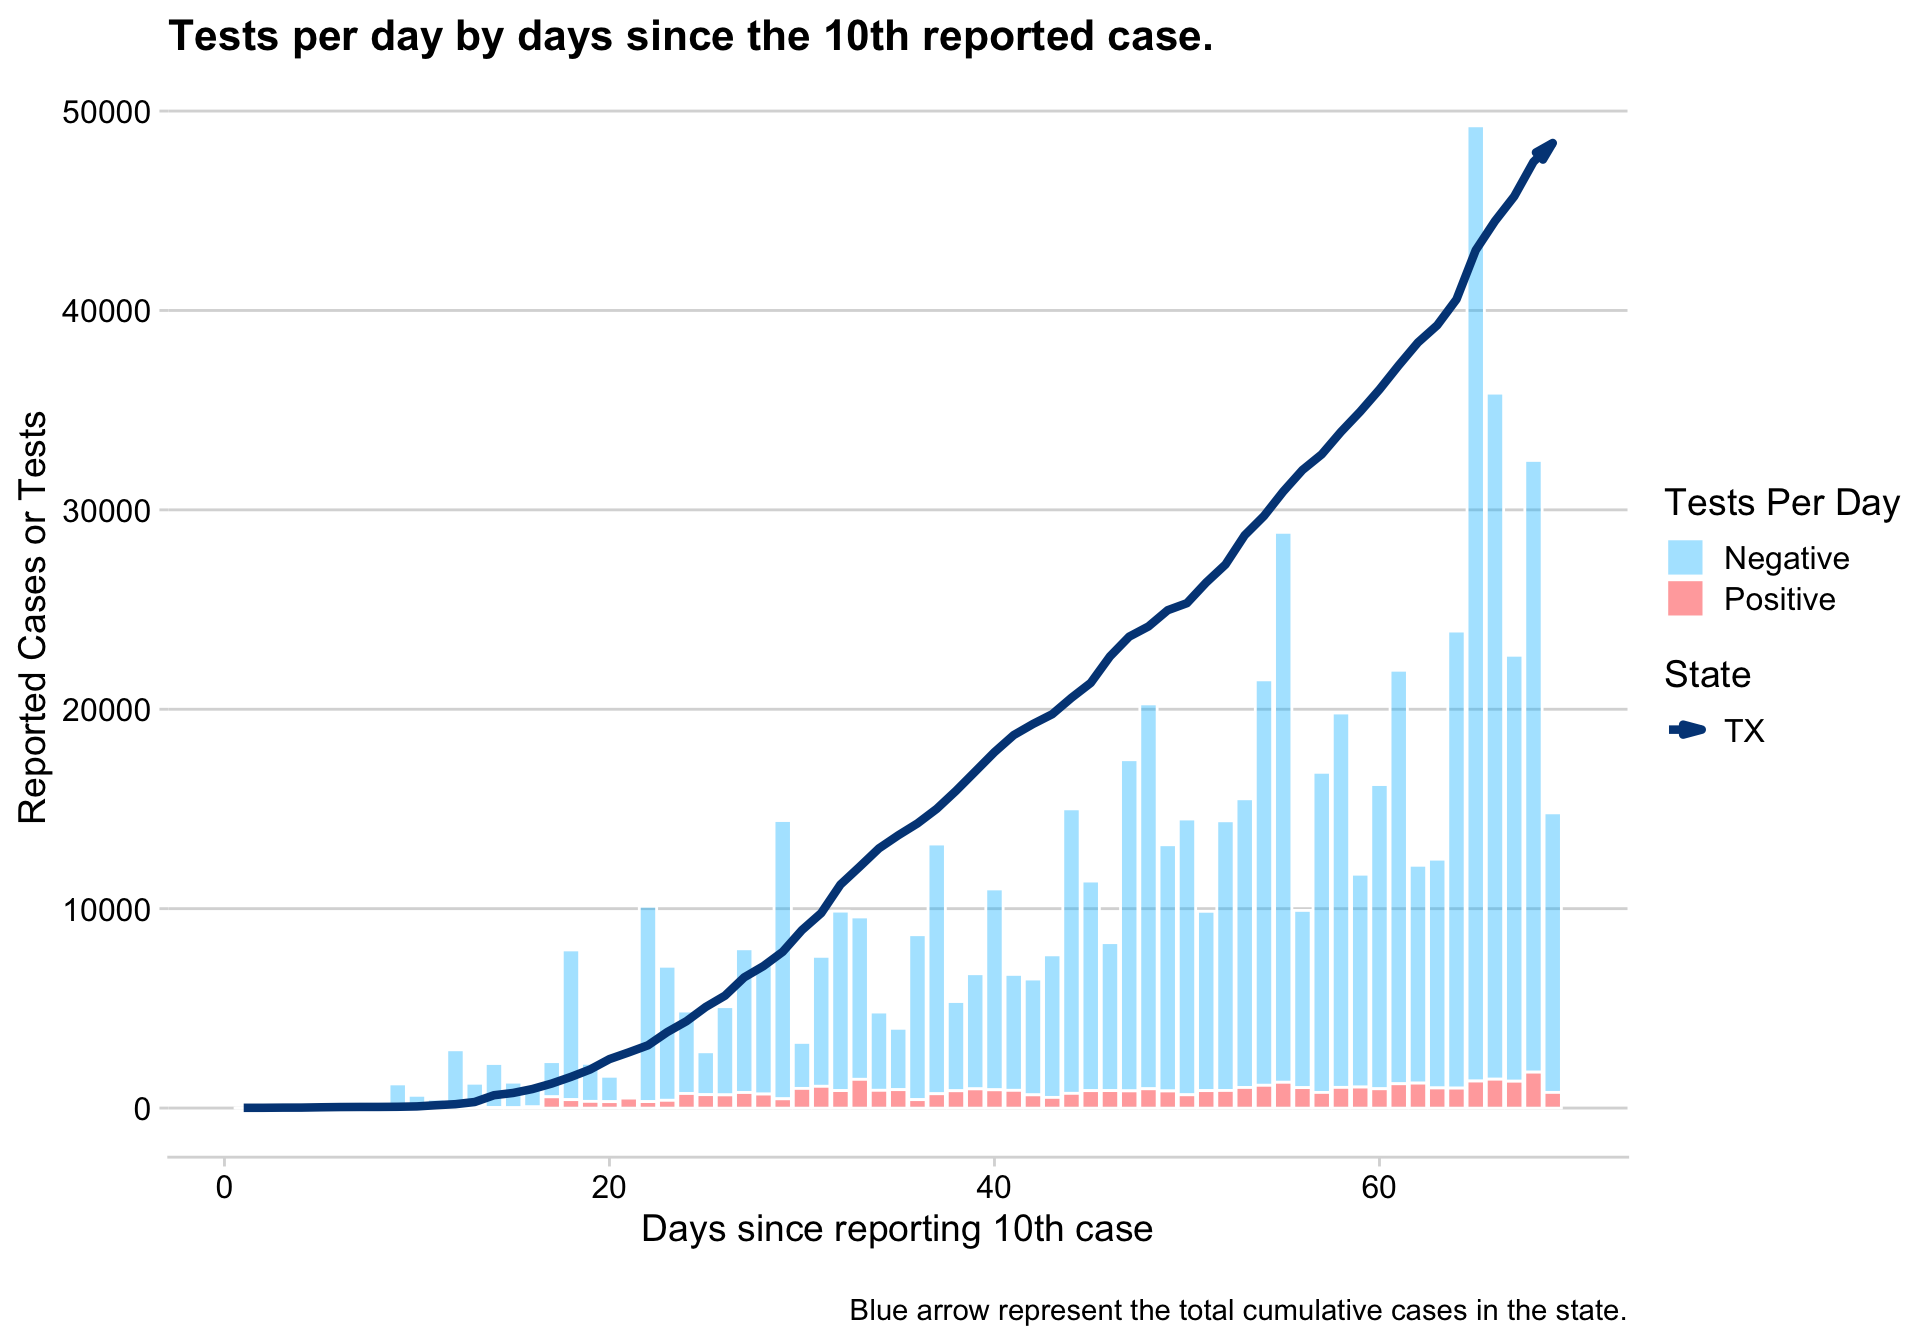 Tests per day by days since the 10th reported case.
50000
40000
30000
20000
10000
0
Reported Cases or Tests
0 20 40 60
Days since reporting 10th case
Tests Per Day
Negative
Positive
State
TX
Blue arrow represent the total cumulative cases in the state.